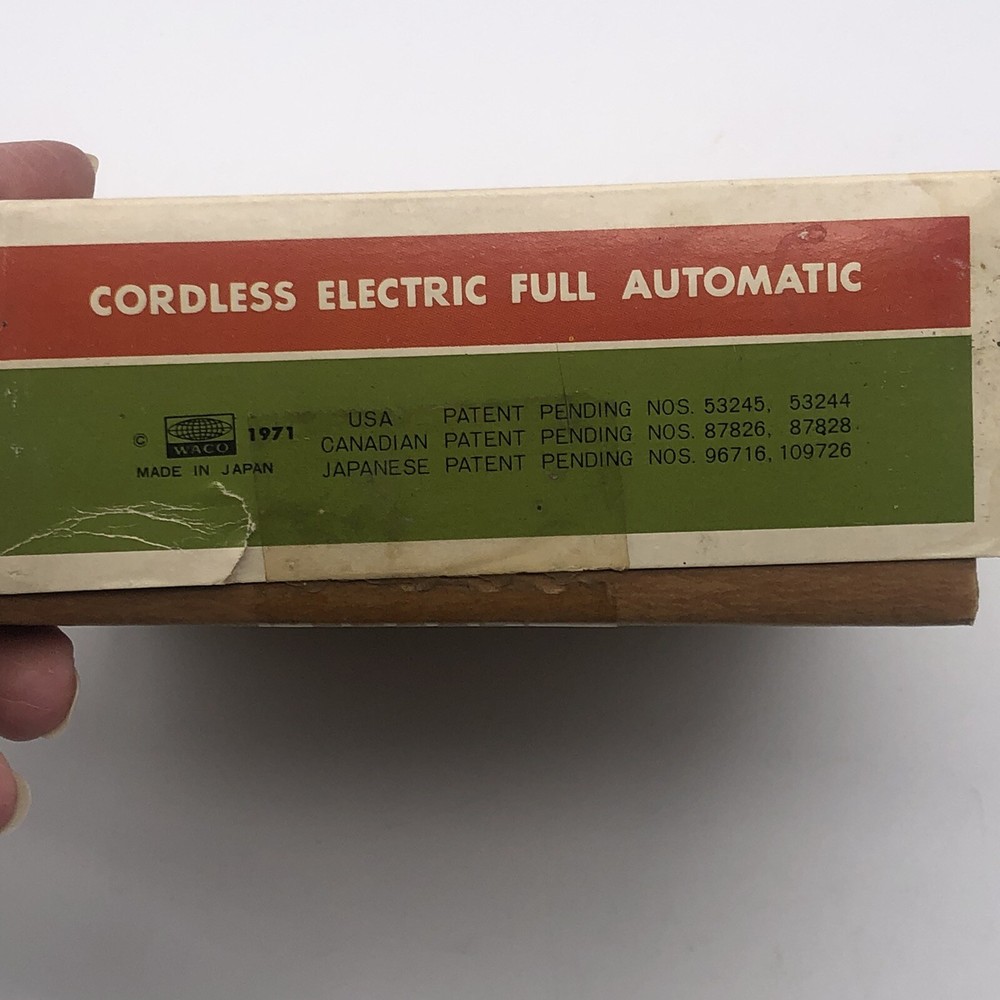 CORDLESS ELECTRIC FULL AUTOMATIC
© WACO 1971
MADE IN JAPAN
USA PATENT PENDING NOS. 53245, 53244
CANADIAN PATENT PENDING NOS. 87826, 87828.
JAPANESE PATENT PENDING NOS. 96716, 109726